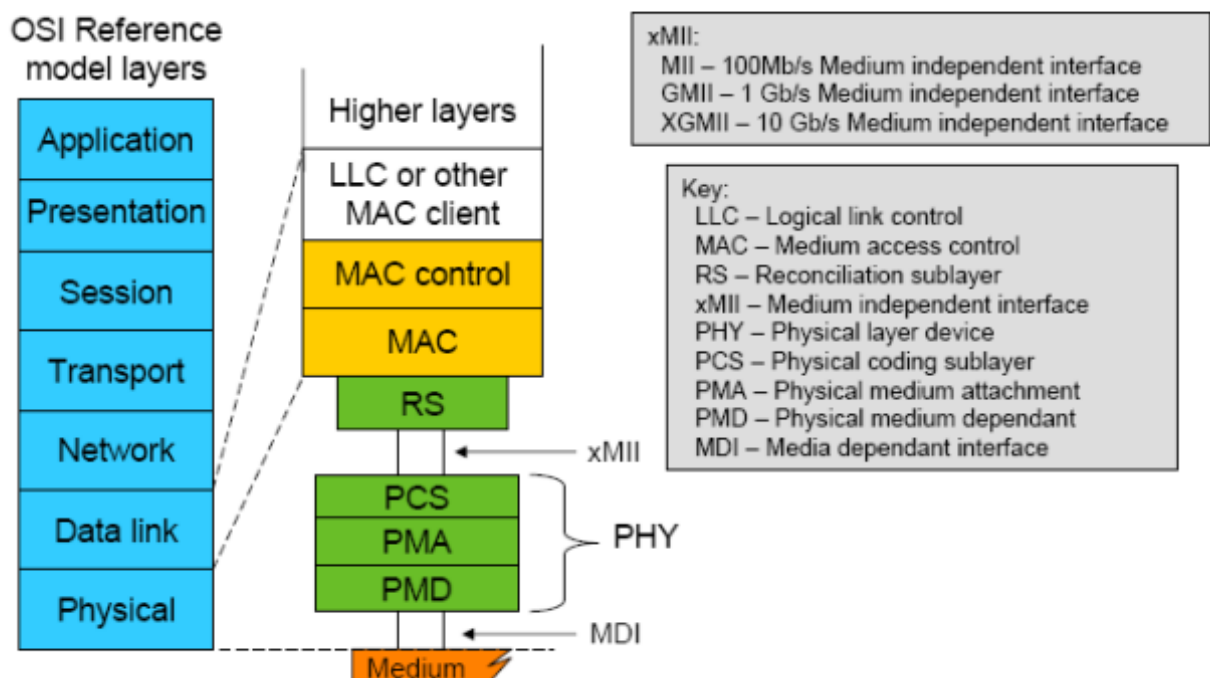 OSI Reference
model layers
Application
Presentation
Session
Transport
Network
Data link
Physical
Higher layers
LLC or other
MAC client
MAC control
MAC
RS
xMII
PCS
PMA
PMD
PHY
MDI
Medium
xMII:
MII – 100Mb/s Medium independent interface
GMII – 1 Gb/s Medium independent interface
XGMII – 10 Gb/s Medium independent interface
Key:
LLC – Logical link control
MAC – Medium access control
RS – Reconciliation sublayer
xMII – Medium independent interface
PHY – Physical layer device
PCS – Physical coding sublayer
PMA – Physical medium attachment
PMD – Physical medium dependant
MDI – Media dependant interface